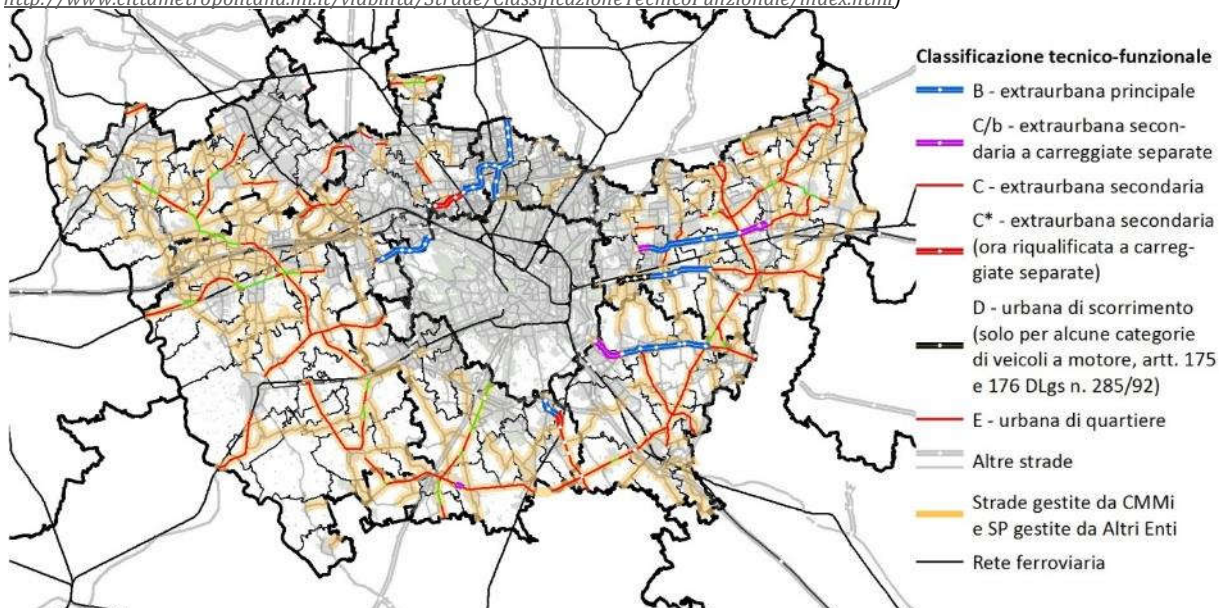 http://www.cittametropolitana.mi.it/viabilita/Strade/ClassificazioneTecnicoFunzionale/index.html)
Classificazione tecnico-funzionale
B - extraurbana principale
C/b - extraurbana secon-
daria a carreggiate separate
C - extraurbana secondaria
C* - extraurbana secondaria
(ora riqualificata a carreg-
giate separate)
D - urbana di scorrimento
(solo per alcune categorie
di veicoli a motore, artt. 175
e 176 DLgs n. 285/92)
E - urbana di quartiere
Altre strade
Strade gestite da CMMi
e SP gestite da Altri Enti
Rete ferroviaria